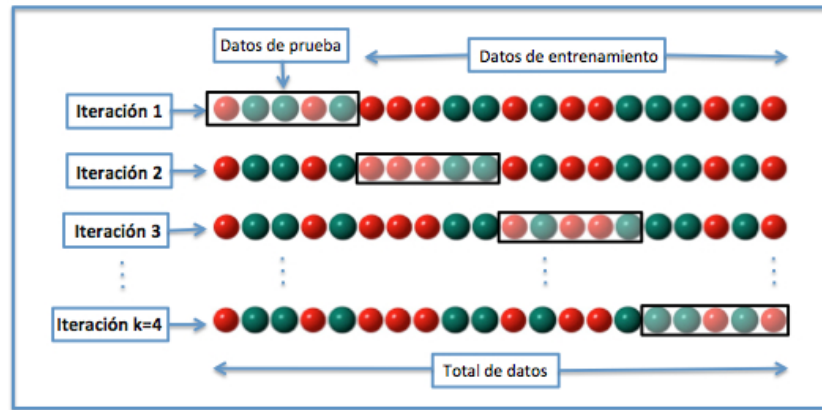 Datos de prueba
Datos de entrenamiento
Iteración 1
Iteración 2
Iteración 3
Iteración k=4
Total de datos